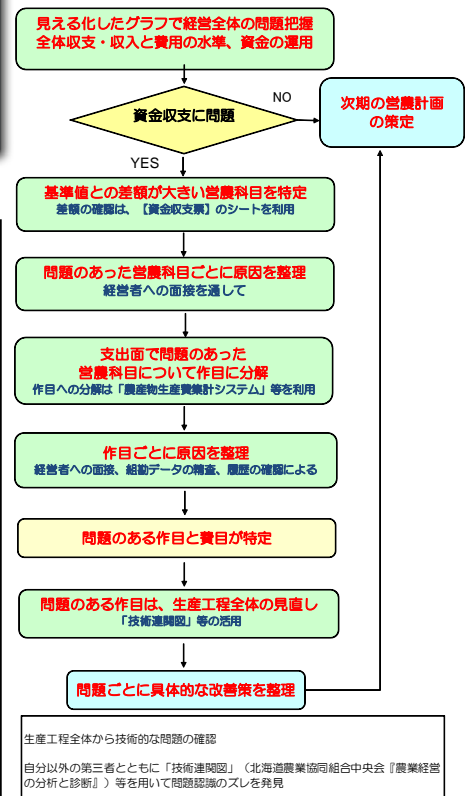 見える化したグラフで経営全体の問題把握
全体収支・収入と費用の水準、資金の運用
資金収支に問題
NO
次期の営農計画
の策定
YES
基準値との差額が大きい営農科目を特定
差額の確認は、【資金収支票】のシートを利用
問題のあった営農科目ごとに原因を整理
経営者への面接を通して
支出面で問題のあった
営農科目について作目に分解
作目への分解は「農産物生産費集計システム」等を利用
作目ごとに原因を整理
経営者への面接、組勘データの精査、履歴の確認による
問題のある作目と費目が特定
問題のある作目は、生産工程全体の見直し
「技術連関図」等の活用
問題ごとに具体的な改善策を整理
生産工程全体から技術的な問題の確認
自分以外の第三者とともに「技術連関図」（北海道農業協同組合中央会『農業経営
の分析と診断』）等を用いて問題認識のズレを発見